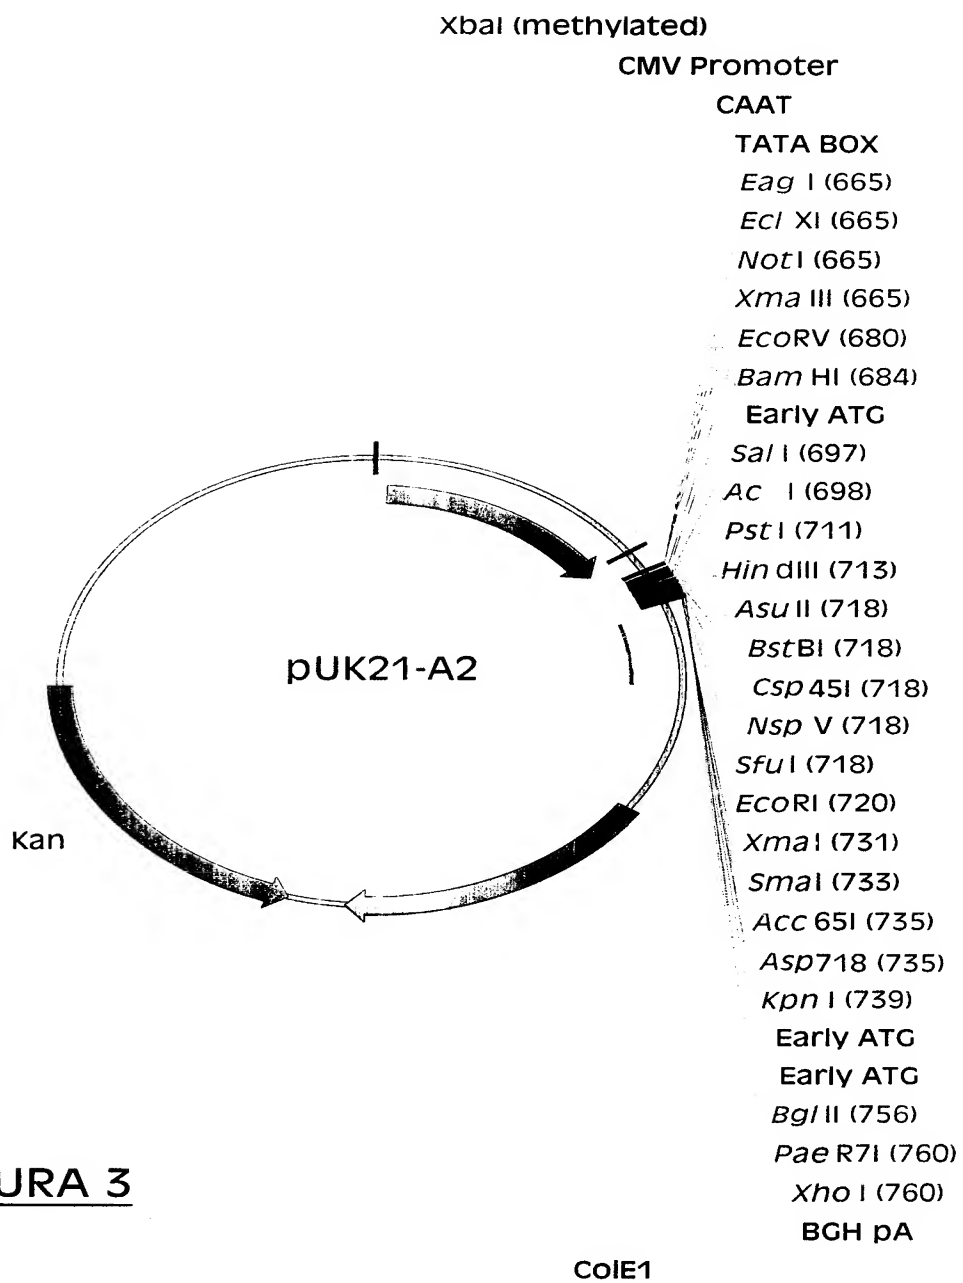 XbaI (methylated)
CMV Promoter
CAAT
TATA BOX
Eag I (665)
Ecl XI (665)
Not I (665)
Xma III (665)
EcoRV (680)
Bam HI (684)
Early ATG
Sal I (697)
Ac I (698)
Pst I (711)
Hin dIII (713)
Asu II (718)
BstBI (718)
Csp 45I (718)
Nsp V (718)
Sfu I (718)
EcoRI (720)
XmaI (731)
SmaI (733)
Acc 65I (735)
Asp718 (735)
Kpn I (739)
Early ATG
Early ATG
Bgl II (756)
Pae R7I (760)
Xho I (760)
BGH pA
ColE1
pUK21-A2
Kan
URA 3